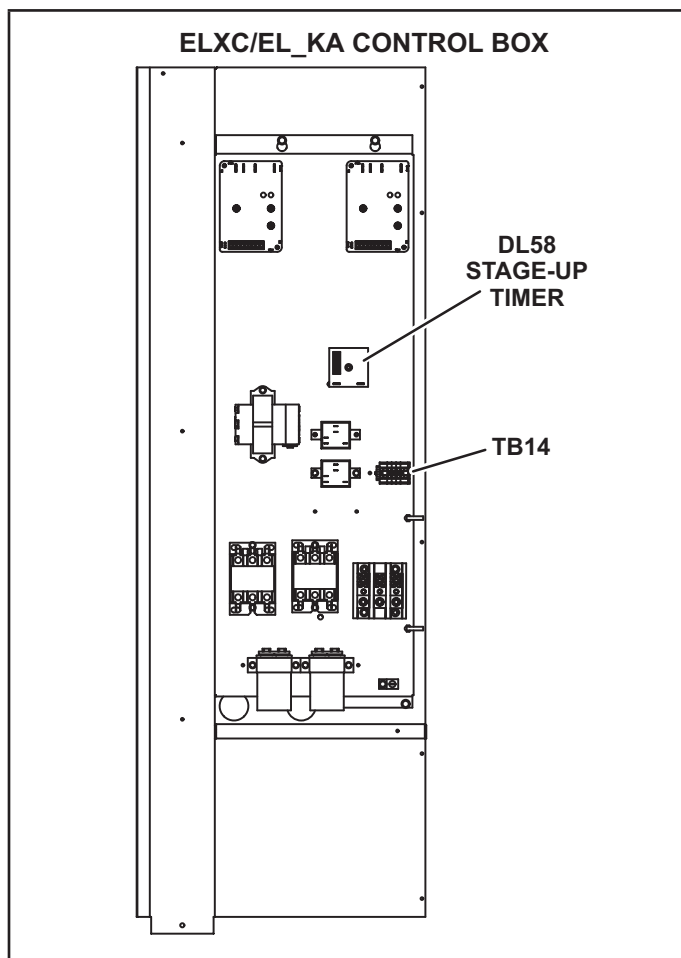 ELXC/EL_KA CONTROL BOX
DL58
STAGE-UP
TIMER
TB14